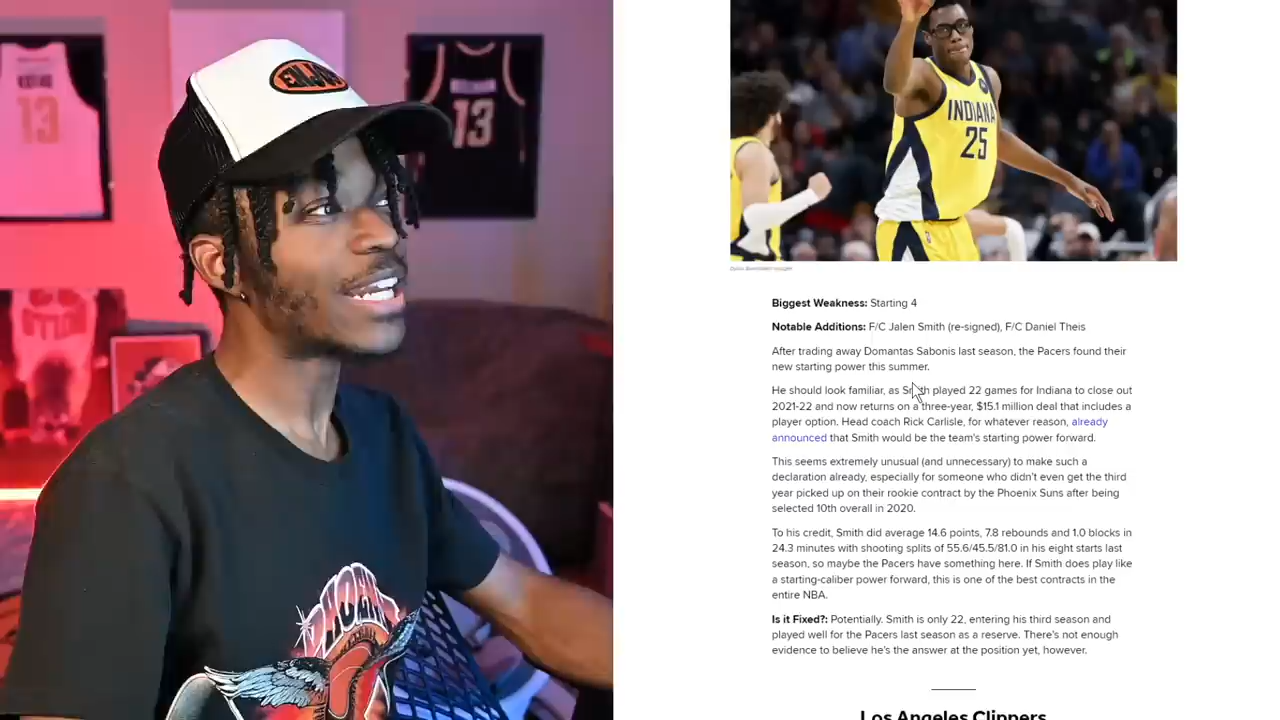 ENJOY
13
13
INDIANA
25
Biggest Weakness: Starting 4
Notable Additions: F/C Jalen Smith (re-signed), F/C Daniel Theis
After trading away Domantas Sabonis last season, the Pacers found their
new starting power this summer.
He should look familiar, as Smith played 22 games for Indiana to close out
2021-22 and now returns on a three-year, $15.1 million deal that includes a
player option. Head coach Rick Carlisle, for whatever reason, already
announced that Smith would be the team's starting power forward.
This seems extremely unusual (and unnecessary) to make such a
declaration already, especially for someone who didn't even get the third
year picked up on their rookie contract by the Phoenix Suns after being
selected 10th overall in 2020.
To his credit, Smith did average 14.6 points, 7.8 rebounds and 1.0 blocks in
24.3 minutes with shooting splits of 55.6/45.5/81.0 in his eight starts last
season, so maybe the Pacers have something here. If Smith does play like
a starting-caliber power forward, this is one of the best contracts in the
entire NBA.
Is it Fixed?: Potentially. Smith is only 22, entering his third season and
played well for the Pacers last season as a reserve. There's not enough
evidence to believe he's the answer at the position yet, however.
Los Angeles Clippers